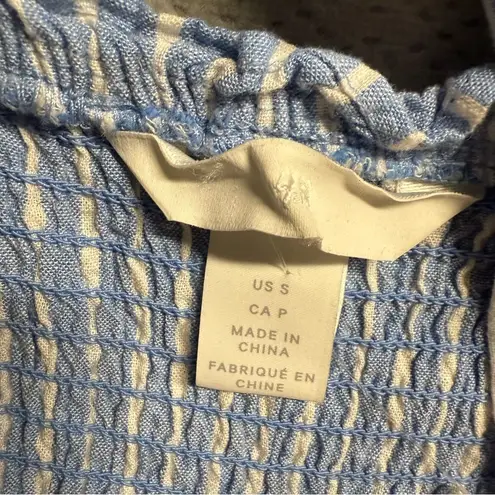 US S
CA P
MADE IN
CHINA
FABRIQUÉ EN
CHINE